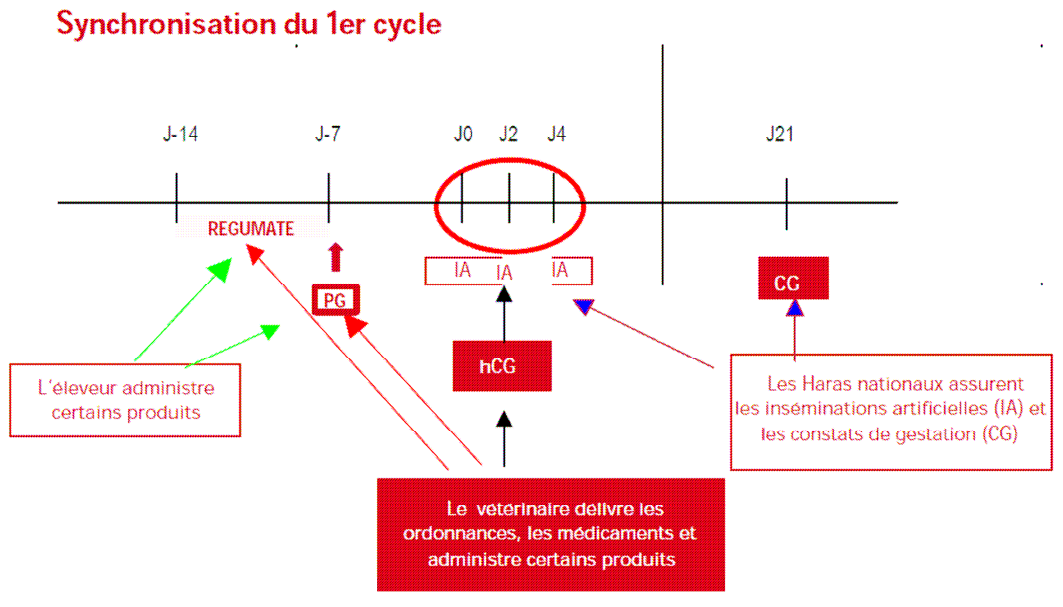 Synchronisation du 1er cycle
J-14 J-7 J0 J2 J4 J21
REGUMATE
IA IA IA
CG
PG
hCG
L'éleveur administre
certains produits
Les Haras nationaux assurent
les inséminations artificielles (IA) et
les constats de gestation (CG)
Le vétérinaire délivre les
ordonnances, les médicaments et
administre certains produits